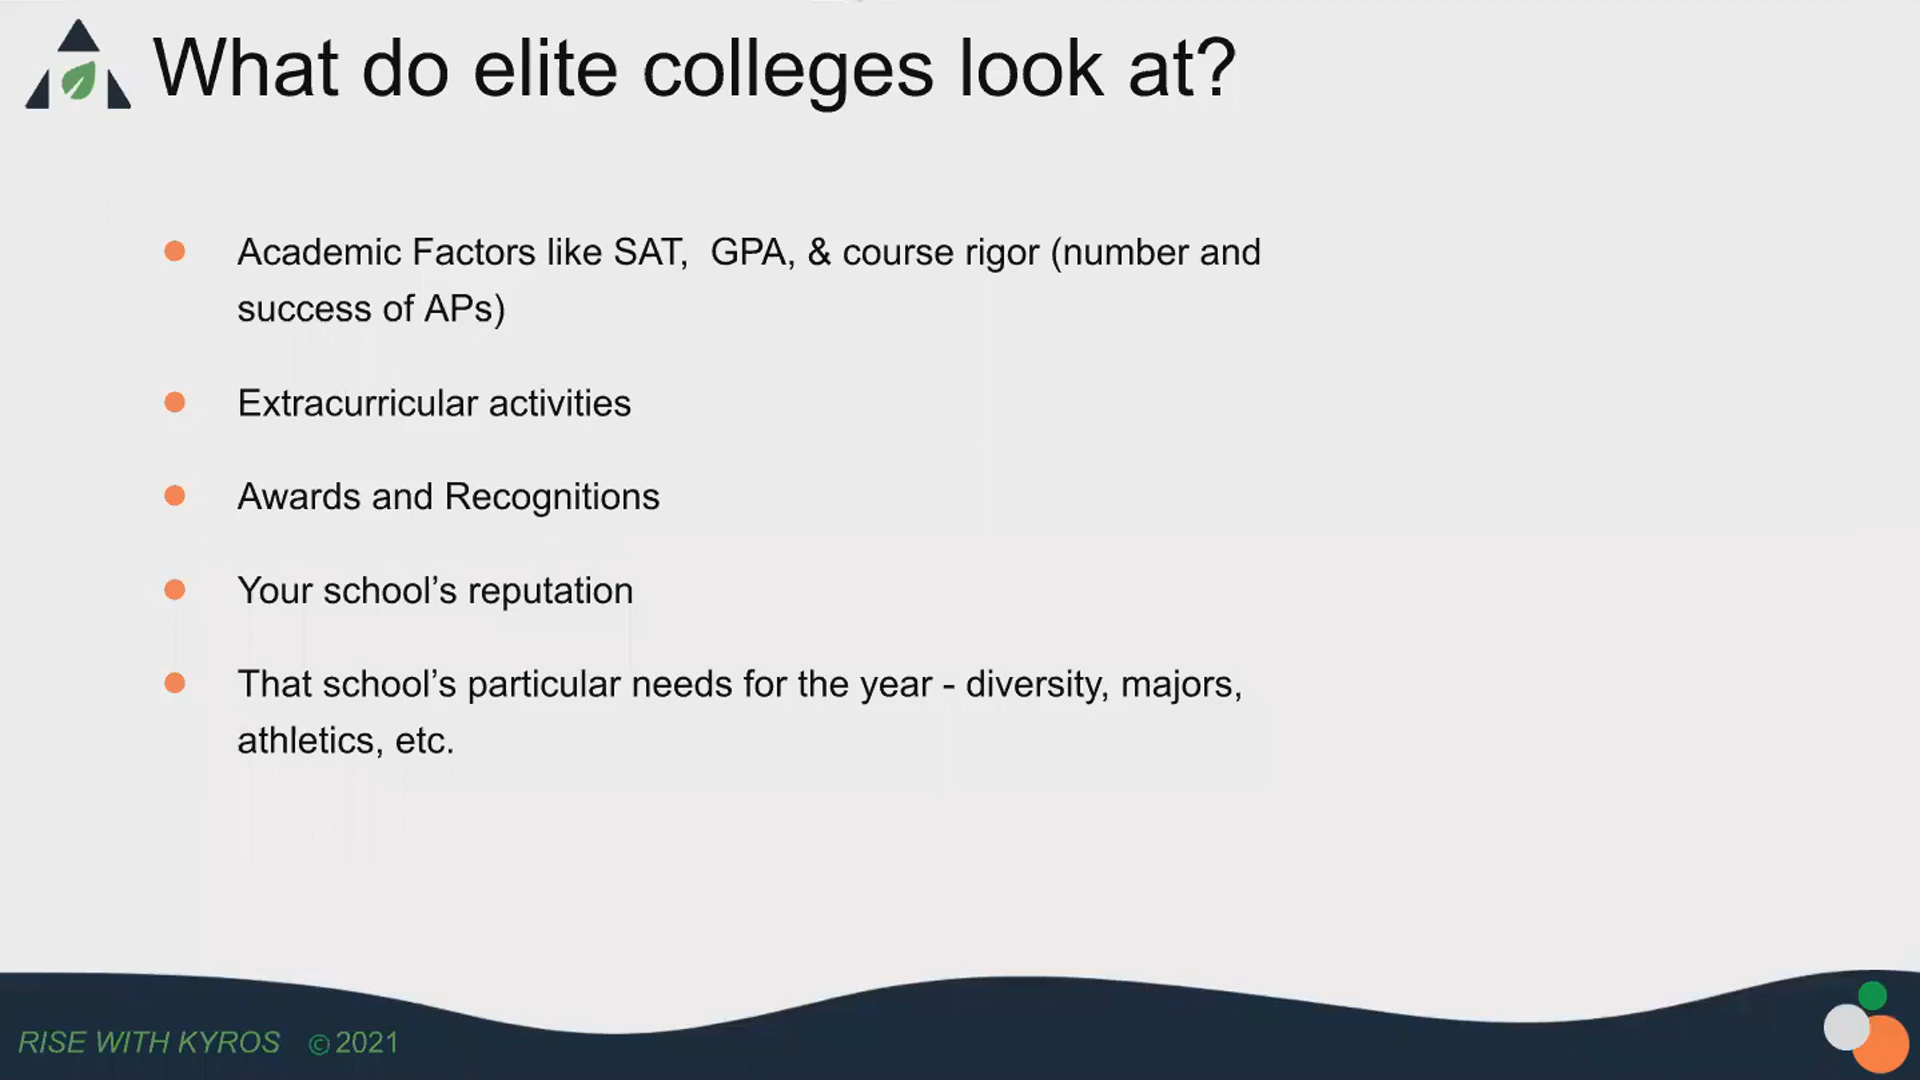 What do elite colleges look at?
Academic Factors like SAT,  GPA, & course rigor (number and
success of APs)
Extracurricular activities
Awards and Recognitions
Your school’s reputation
That school’s particular needs for the year - diversity, majors,
athletics, etc.
RISE WITH KYROS © 2021